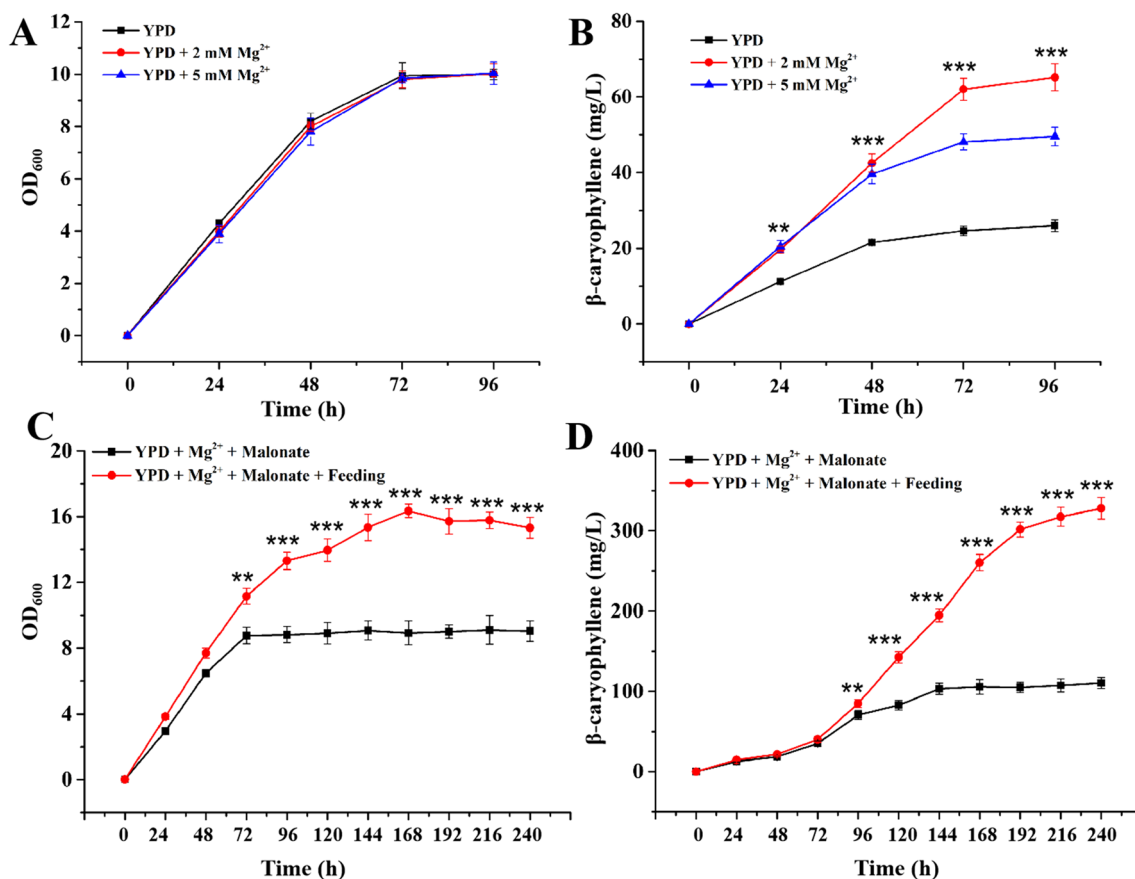 A
YPD
YPD + 2 mM Mg²⁺
YPD + 5 mM Mg²⁺
12
10
8
6
4
2
0
OD₆₀₀
0 24 48 72 96
Time (h)
B
YPD
YPD + 2 mM Mg²⁺
YPD + 5 mM Mg²⁺
80
60
40
20
0
β-caryophyllene (mg/L)
** *** *** ***
0 24 48 72 96
Time (h)
C
YPD + Mg²⁺ + Malonate
YPD + Mg²⁺ + Malonate + Feeding
20
16
12
8
4
0
OD₆₀₀
** *** *** *** *** *** *** ***
0 24 48 72 96 120 144 168 192 216 240
Time (h)
D
YPD + Mg²⁺ + Malonate
YPD + Mg²⁺ + Malonate + Feeding
400
300
200
100
0
β-caryophyllene (mg/L)
** *** *** *** *** *** ***
0 24 48 72 96 120 144 168 192 216 240
Time (h)